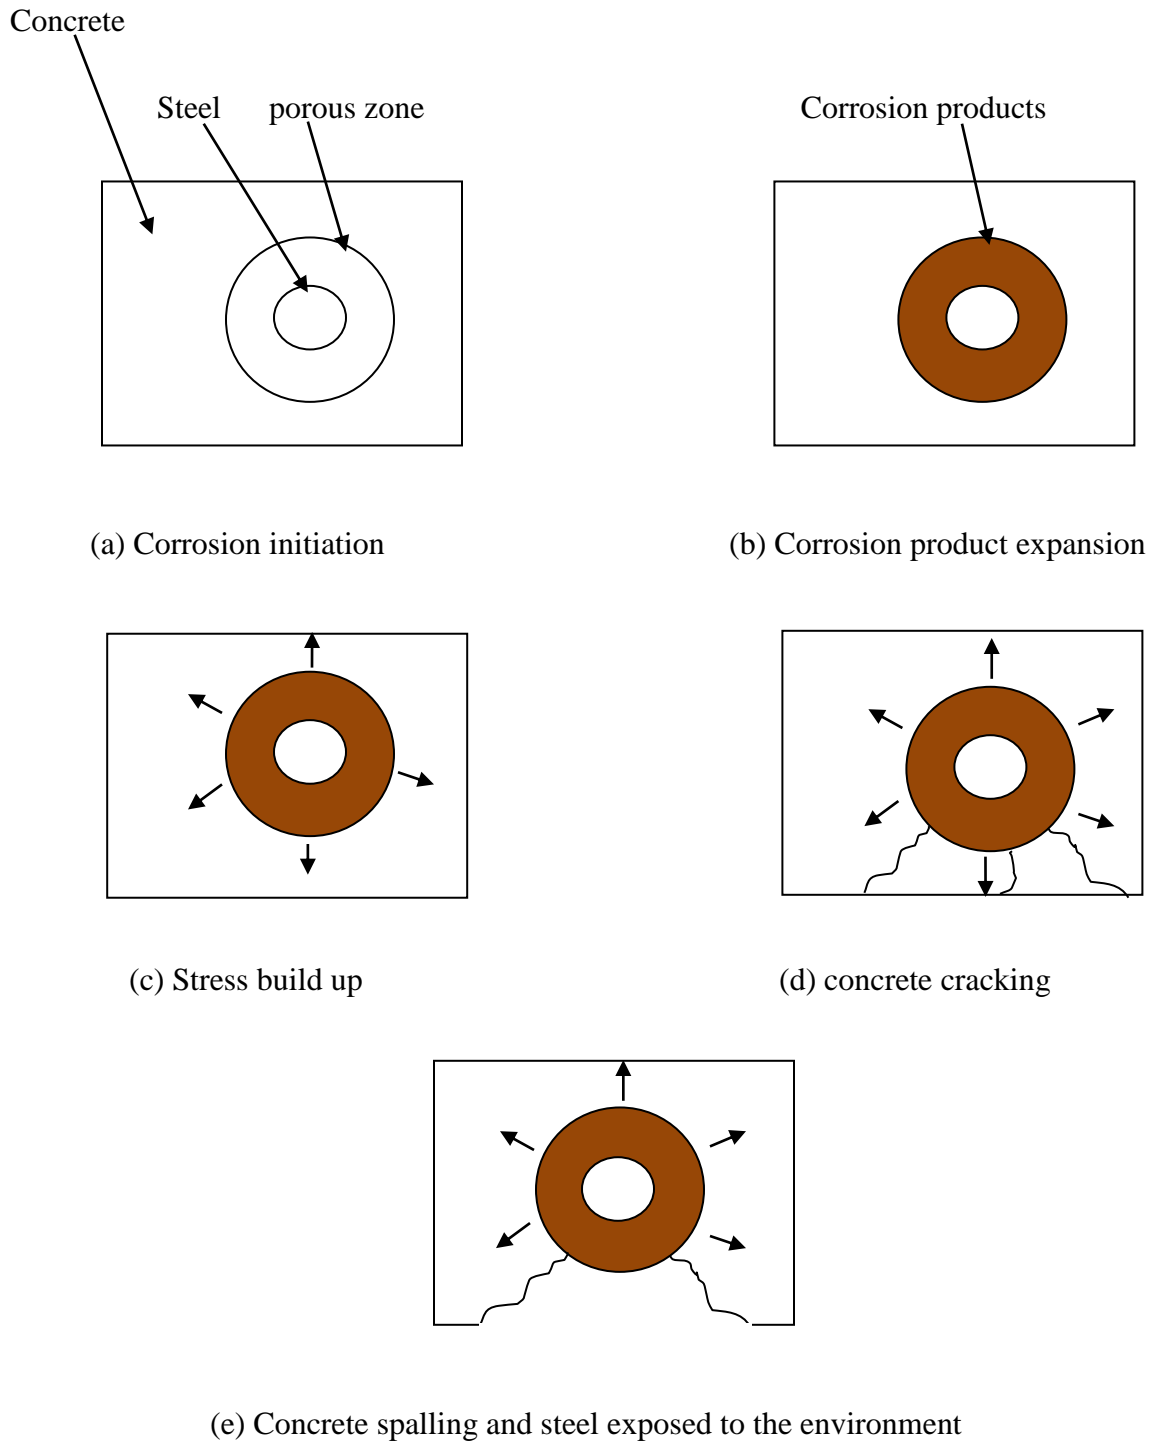 Concrete
Steel
porous zone
Corrosion products
(a) Corrosion initiation
(b) Corrosion product expansion
(c) Stress build up
(d) concrete cracking
(e) Concrete spalling and steel exposed to the environment